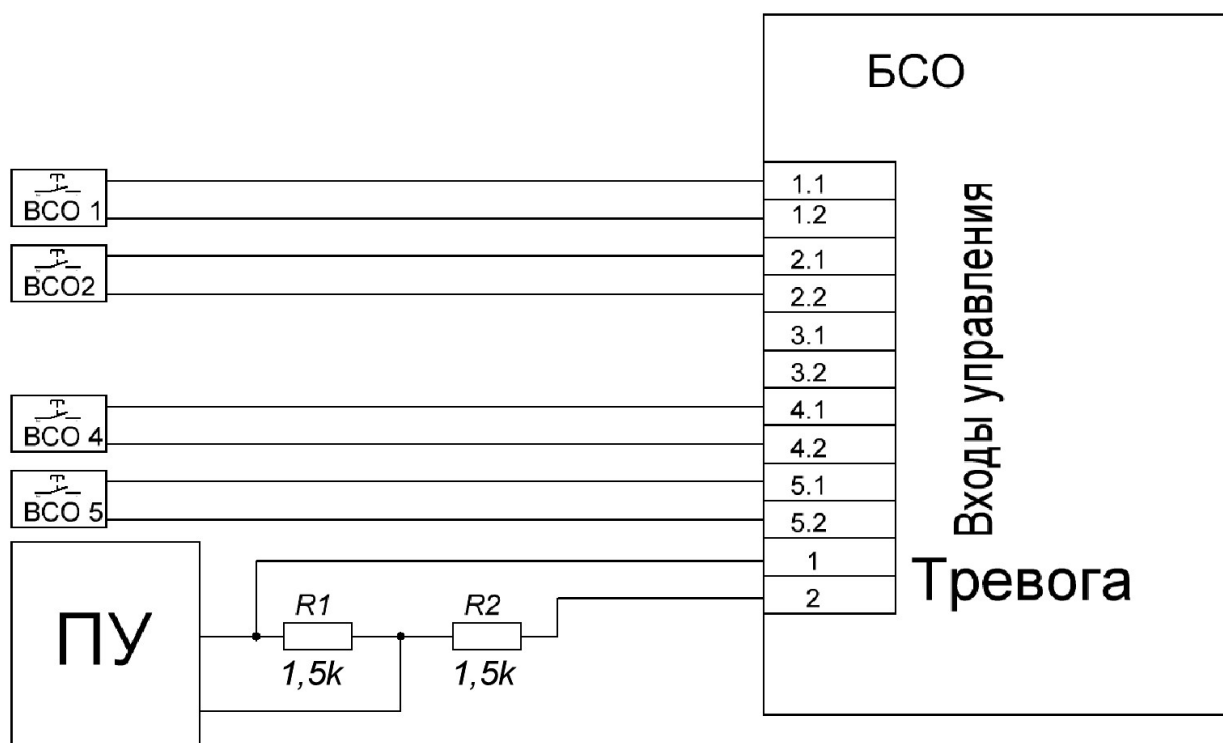 БСО
ВСО 1
ВСО2
ВСО 4
ВСО 5
1.1
1.2
2.1
2.2
3.1
3.2
4.1
4.2
5.1
5.2
1
2
Входы управления
Тревога
ПУ
R1
1,5k
R2
1,5k